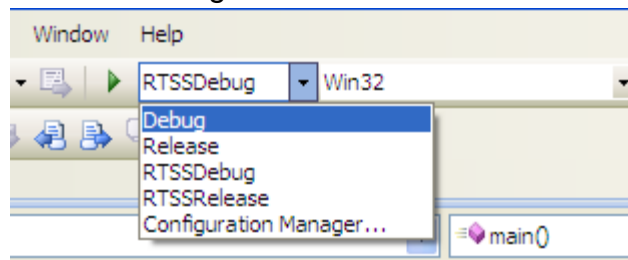 Window Help
RTSSDebug Win32
Debug
Release
RTSSDebug
RTSSRelease
Configuration Manager...
main()